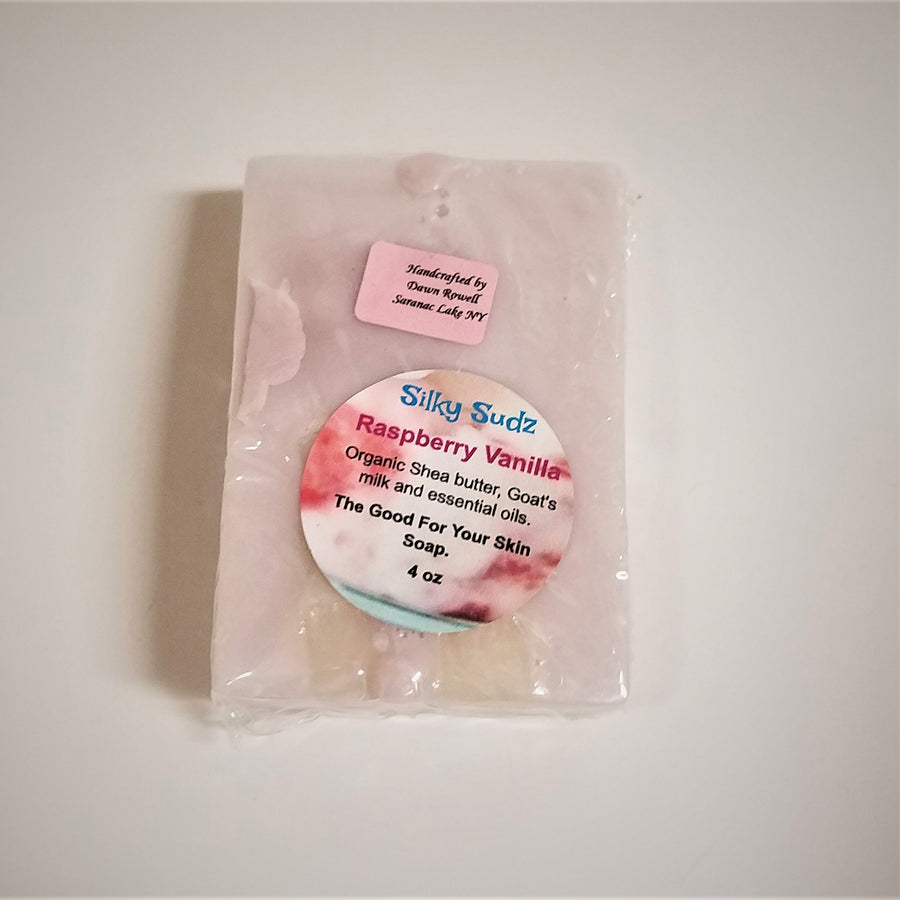 Handcrafted by
Dawn Rowell
Saranac Lake NY
Silky Sudz
Raspberry Vanilla
Organic Shea butter, Goat's
milk and essential oils.
The Good For Your Skin
Soap.
4 oz